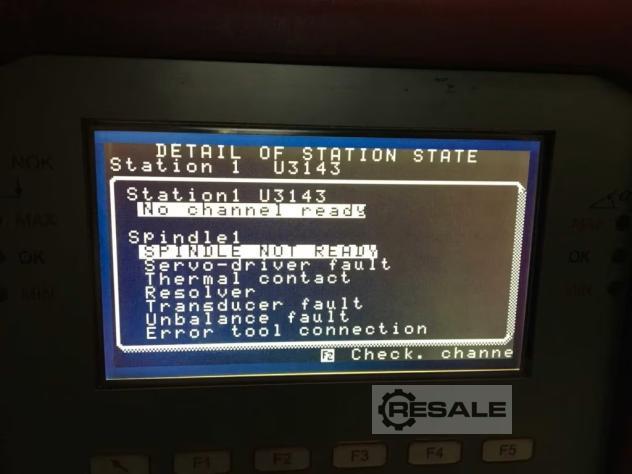 DETAIL OF STATION STATE
Station 1 U3143
Station1 U3143
No channel ready
Spindle1
SPINDLE NOT READY
Servo-driver fault
Thermal contact
Resolver
Transducer fault
Unbalance fault
Error tool connection
F2 Check. channe
NOK
MAX
OK
MIN
OK
MIN
RESALE
F1
F2
F3
F4
F5